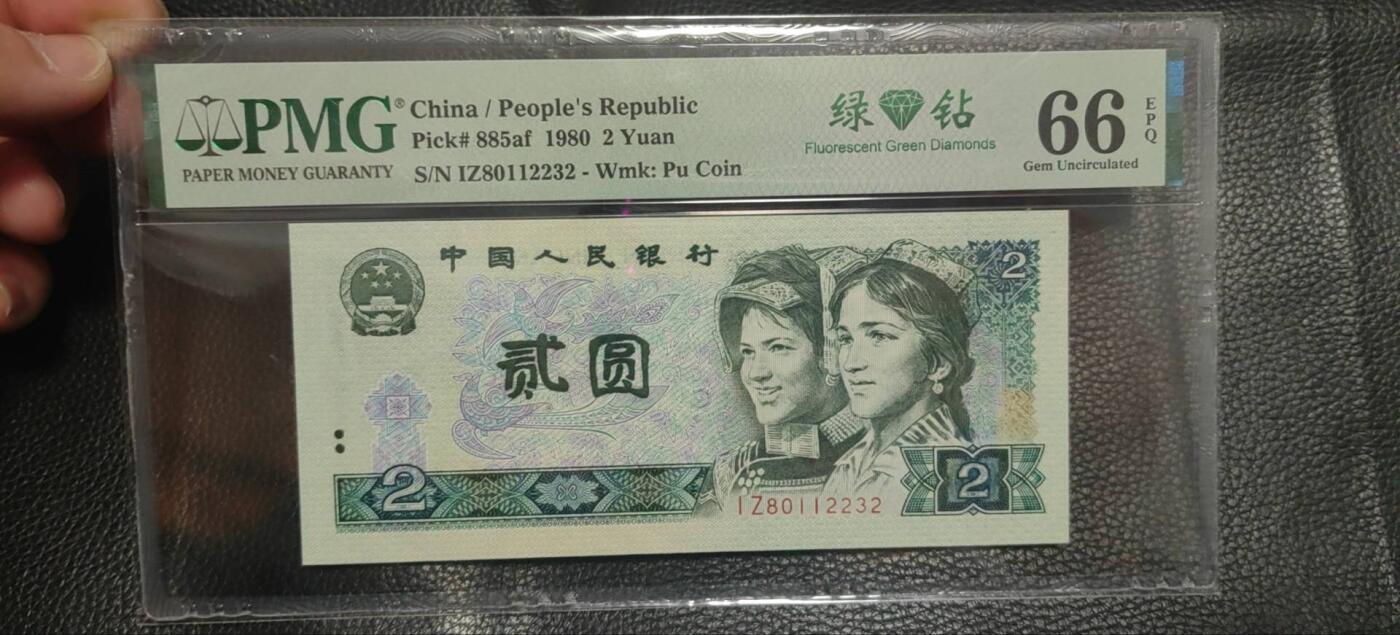 PMG®
PAPER MONEY GUARANTY
China / People's Republic
Pick# 885af 1980 2 Yuan
S/N IZ80112232 - Wmk: Pu Coin
绿钻
Fluorescent Green Diamonds
66
EPQ
Gem Uncirculated
中国人民银行
2
贰圆
2
IZ80112232
2